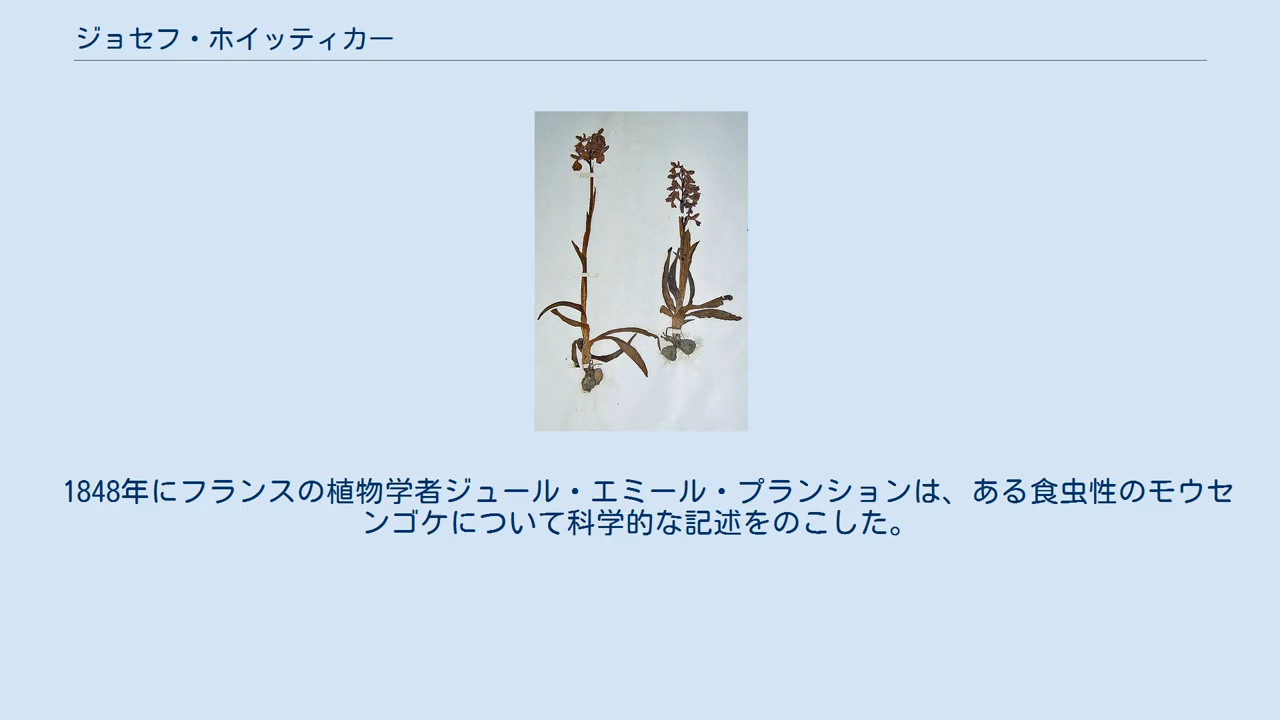 ジョセフ・ホイッティカー
1848年にフランスの植物学者ジュール・エミール・プランションは、ある食虫性のモウセ
ンゴケについて科学的な記述をのこした。